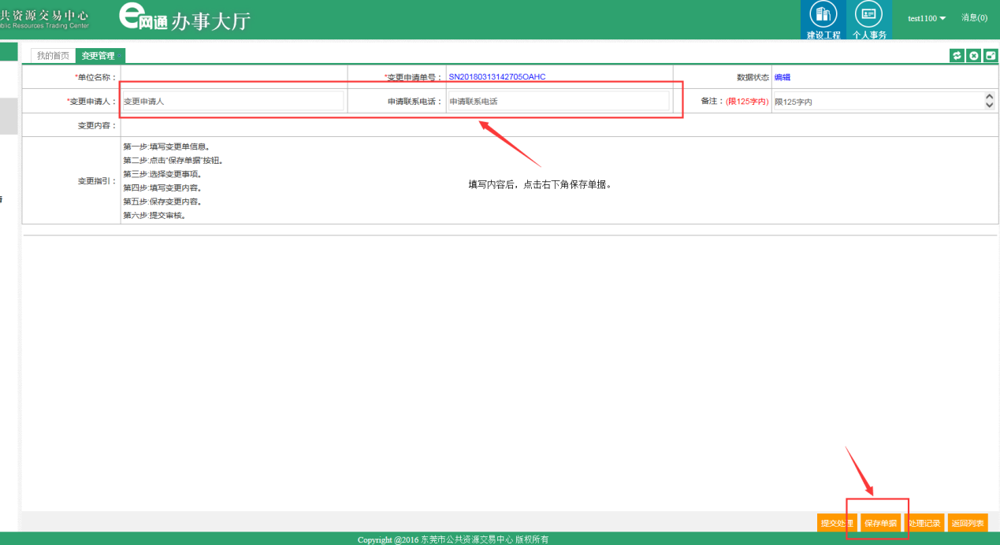 共资源交易中心
blic Resources Trading Center
e网通 办事大厅
建设工程
个人事务
test1100
消息(0)
我的首页
变更管理
*单位名称：
*变更申请单号： SN20180313142705OAHC
数据状态 编辑
*变更申请人： 变更申请人
申请联系电话： 申请联系电话
备注：(限125字内) 限125字内
变更内容：
变更指引：
第一步:填写变更单信息。
第二步:点击“保存单据”按钮。
第三步:选择变更事项。
第四步:填写变更内容。
第五步:保存变更内容。
第六步:提交审核。
填写内容后，点击右下角保存单据。
提交处理
保存单据
处理记录
返回列表
Copyright @2016 东莞市公共资源交易中心 版权所有